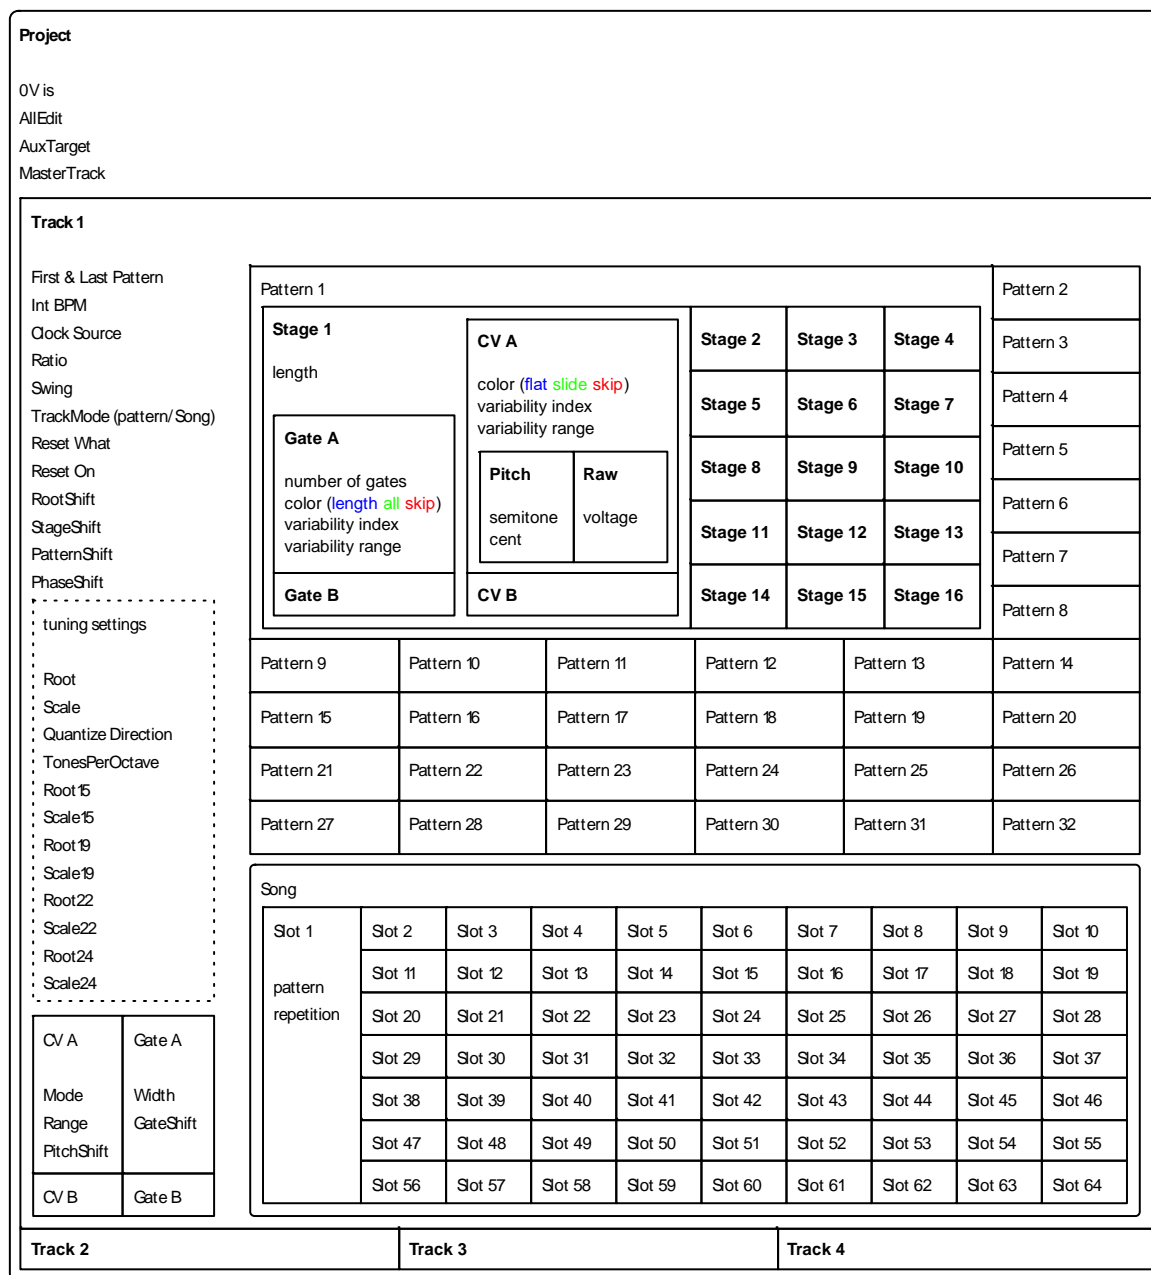 Project
0V is
AllEdit
AuxTarget
MasterTrack
Track 1
First & Last Pattern
Int BPM
Clock Source
Ratio
Swing
TrackMode (pattern/Song)
Reset What
Reset On
RootShift
StageShift
PatternShift
PhaseShift
tuning settings
Root
Scale
Quantize Direction
TonesPerOctave
Root15
Scale15
Root19
Scale19
Root22
Scale22
Root24
Scale24
CV A
Mode
Range
PitchShift
Gate A
Width
GateShift
CV B
Gate B
Pattern 1
Stage 1
length
Gate A
number of gates
color (length all skip)
variability index
variability range
Gate B
CV A
color (flat slide skip)
variability index
variability range
Pitch
semitone
cent
Raw
voltage
CV B
Stage 2
Stage 3
Stage 4
Stage 5
Stage 6
Stage 7
Stage 8
Stage 9
Stage 10
Stage 11
Stage 12
Stage 13
Stage 14
Stage 15
Stage 16
Pattern 2
Pattern 3
Pattern 4
Pattern 5
Pattern 6
Pattern 7
Pattern 8
Pattern 9
Pattern 10
Pattern 11
Pattern 12
Pattern 13
Pattern 14
Pattern 15
Pattern 16
Pattern 17
Pattern 18
Pattern 19
Pattern 20
Pattern 21
Pattern 22
Pattern 23
Pattern 24
Pattern 25
Pattern 26
Pattern 27
Pattern 28
Pattern 29
Pattern 30
Pattern 31
Pattern 32
Song
Slot 1
pattern
repetition
Slot 2
Slot 3
Slot 4
Slot 5
Slot 6
Slot 7
Slot 8
Slot 9
Slot 10
Slot 11
Slot 12
Slot 13
Slot 14
Slot 15
Slot 16
Slot 17
Slot 18
Slot 19
Slot 20
Slot 21
Slot 22
Slot 23
Slot 24
Slot 25
Slot 26
Slot 27
Slot 28
Slot 29
Slot 30
Slot 31
Slot 32
Slot 33
Slot 34
Slot 35
Slot 36
Slot 37
Slot 38
Slot 39
Slot 40
Slot 41
Slot 42
Slot 43
Slot 44
Slot 45
Slot 46
Slot 47
Slot 48
Slot 49
Slot 50
Slot 51
Slot 52
Slot 53
Slot 54
Slot 55
Slot 56
Slot 57
Slot 58
Slot 59
Slot 60
Slot 61
Slot 62
Slot 63
Slot 64
Track 2
Track 3
Track 4